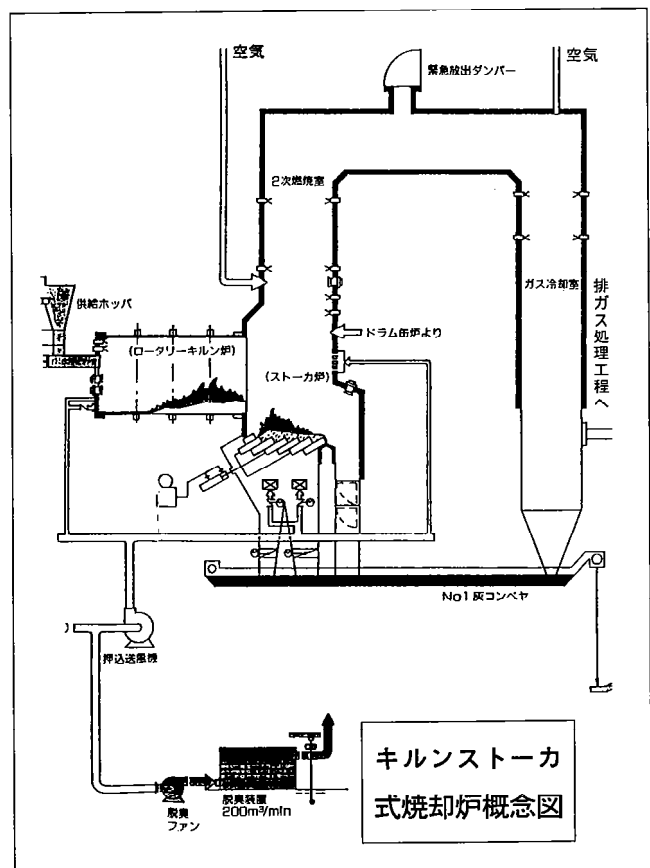 空気
空気
緊急放出ダンパー
2次燃焼室
ガス冷却室
排ガス処理工程へ
供給ホッパ
ドラム缶炉より
(ロータリーキルン炉)
(ストーカ炉)
No1灰コンベヤ
押込送風機
脱臭
ファン
脱臭装置
200m³/min
キルンストーカ
式焼却炉概念図